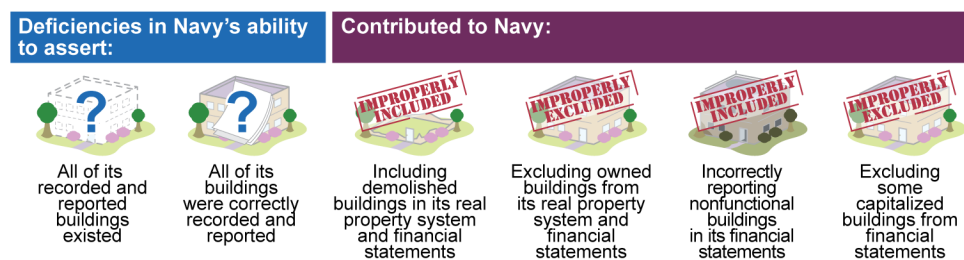 Deficiencies in Navy's ability
to assert:
Contributed to Navy:
?
All of its
recorded and
reported
buildings
existed
?
All of its
buildings
were correctly
recorded and
reported
IMPROPERLY
INCLUDED
Including
demolished
buildings in its real
property system
and financial
statements
IMPROPERLY
EXCLUDED
Excluding owned
buildings from
its real property
system and
financial
statements
IMPROPERLY
INCLUDED
Incorrectly
reporting
nonfunctional
buildings
in its financial
statements
IMPROPERLY
EXCLUDED
Excluding
some
capitalized
buildings from
financial
statements